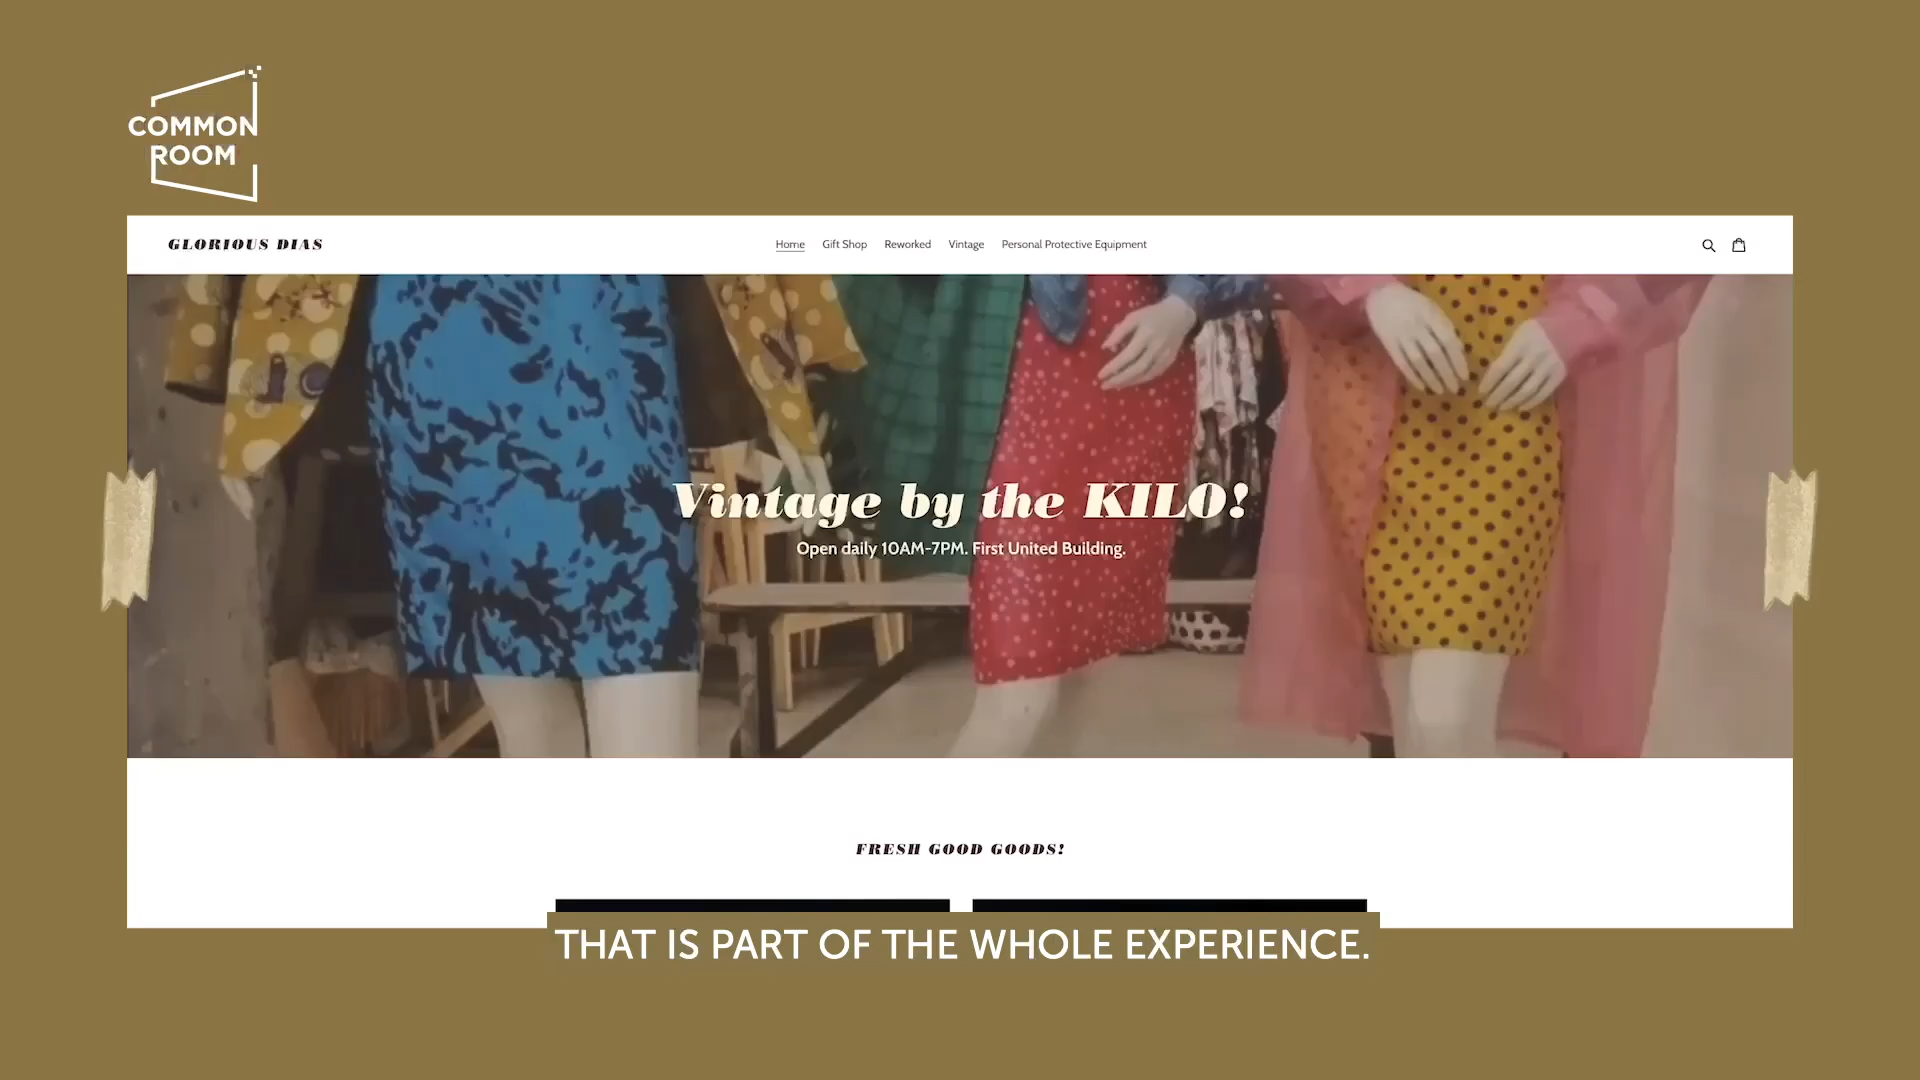 COMMON
ROOM
GLORIOUS DIAS
Home Gift Shop Reworked Vintage Personal Protective Equipment
Vintage by the KILO!
Open daily 10AM-7PM. First United Building.
FRESH GOOD GOODS!
THAT IS PART OF THE WHOLE EXPERIENCE.